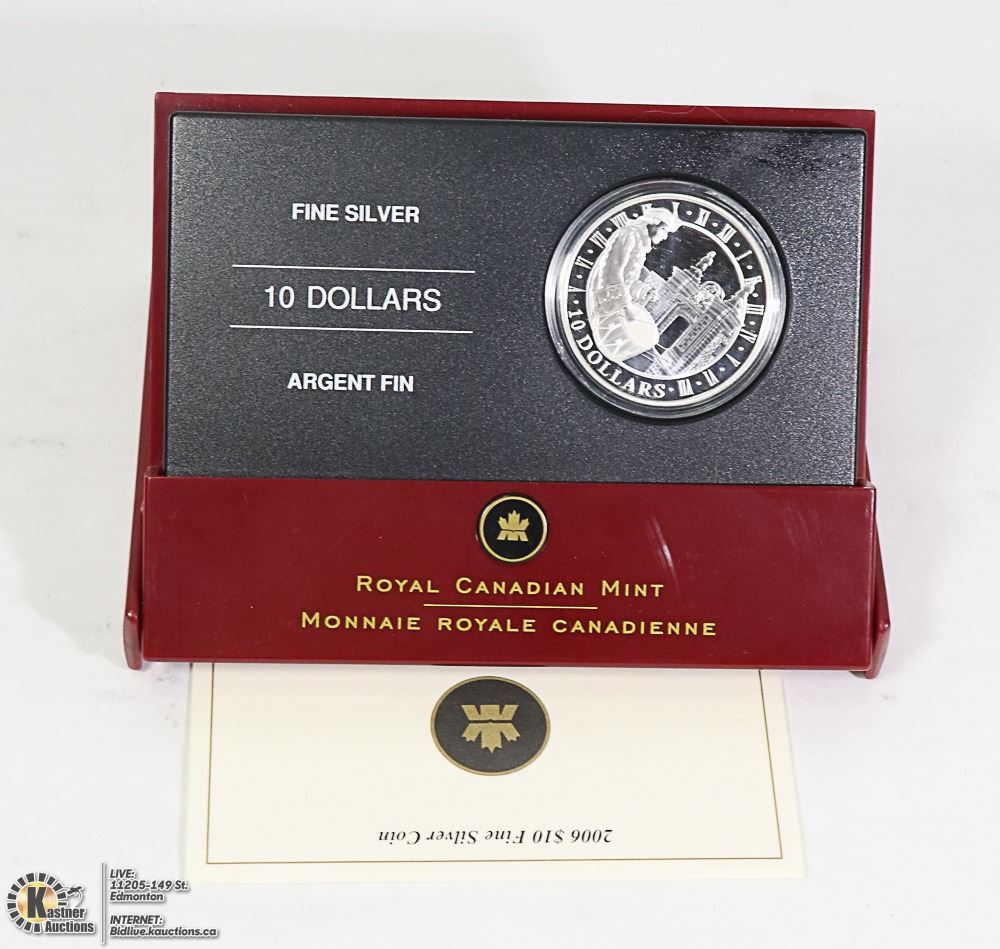 FINE SILVER
10 DOLLARS
ARGENT FIN
10 DOLLARS
ROYAL CANADIAN MINT
MONNAIE ROYALE CANADIENNE
2006 $10 Fine Silver Coin
Kastner
Auctions
LIVE:
11205-149 St.
Edmonton
INTERNET:
Bidlive.kauctions.ca